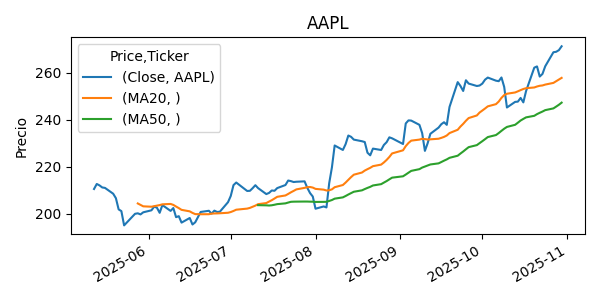 AAPL
Price,Ticker
(Close, AAPL)
(MA20, )
(MA50, )
Precio
260
240
220
200
2025-06
2025-07
2025-08
2025-09
2025-10
2025-11